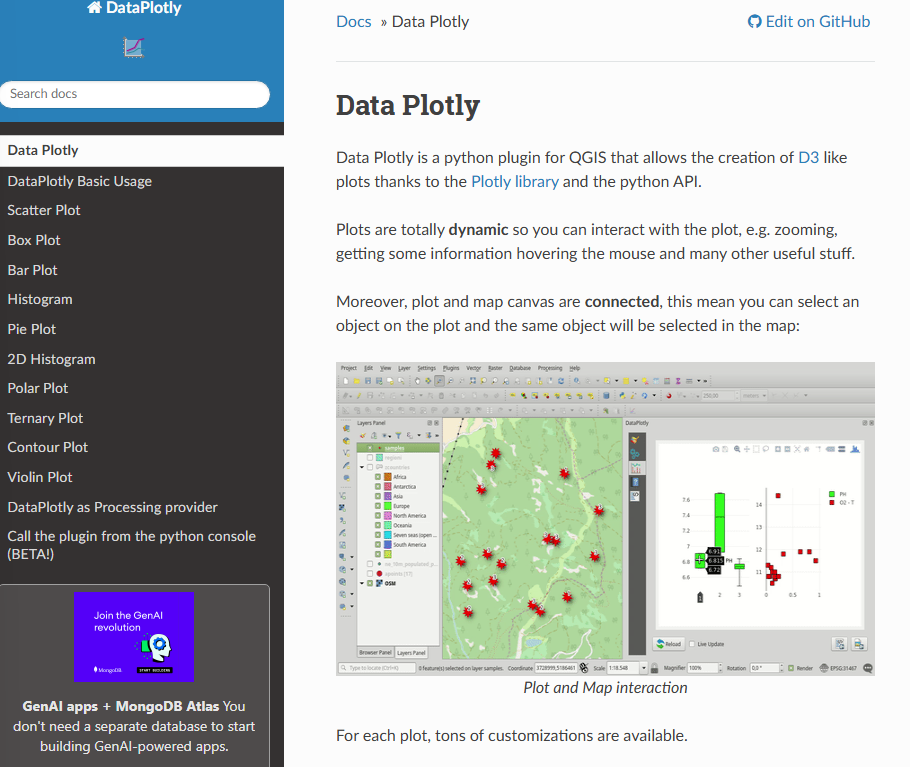 DataPlotly
Search docs
Data Plotly
DataPlotly Basic Usage
Scatter Plot
Box Plot
Bar Plot
Histogram
Pie Plot
2D Histogram
Polar Plot
Ternary Plot
Contour Plot
Violin Plot
DataPlotly as Processing provider
Call the plugin from the python console
(BETA!)
Join the GenAI
revolution
MongoDB
START BUILDING
GenAI apps + MongoDB Atlas You
don't need a separate database to start
building GenAI-powered apps.
Docs » Data Plotly
Edit on GitHub
Data Plotly
Data Plotly is a python plugin for QGIS that allows the creation of D3 like
plots thanks to the Plotly library and the python API.
Plots are totally dynamic so you can interact with the plot, e.g. zooming,
getting some information hovering the mouse and many other useful stuff.
Moreover, plot and map canvas are connected, this mean you can select an
object on the plot and the same object will be selected in the map:
Project Edit View Layer Settings Plugins Vector Raster Database Processing Help
Layers Panel
samples
Africa
Antarctica
Asia
Europe
North America
Oceania
Seven seas (open ...
South America
OSM
Browser Panel Layers Panel
DataPlotly
7.6
7.4
7.2
7
6.8
6.6
6.91
6.815 PH
6.72
1 2 3
14
13
12
11
0 0.5 1
PH
O2 - T
Reload Live Update
Type to locate (Ctrl+K) 0 feature(s) selected on layer samples. Coordinate 3728999,5186461 Scale 1:18.548 Magnifier 100% Rotation 0,0 ° Render EPSG:31467
Plot and Map interaction
For each plot, tons of customizations are available.